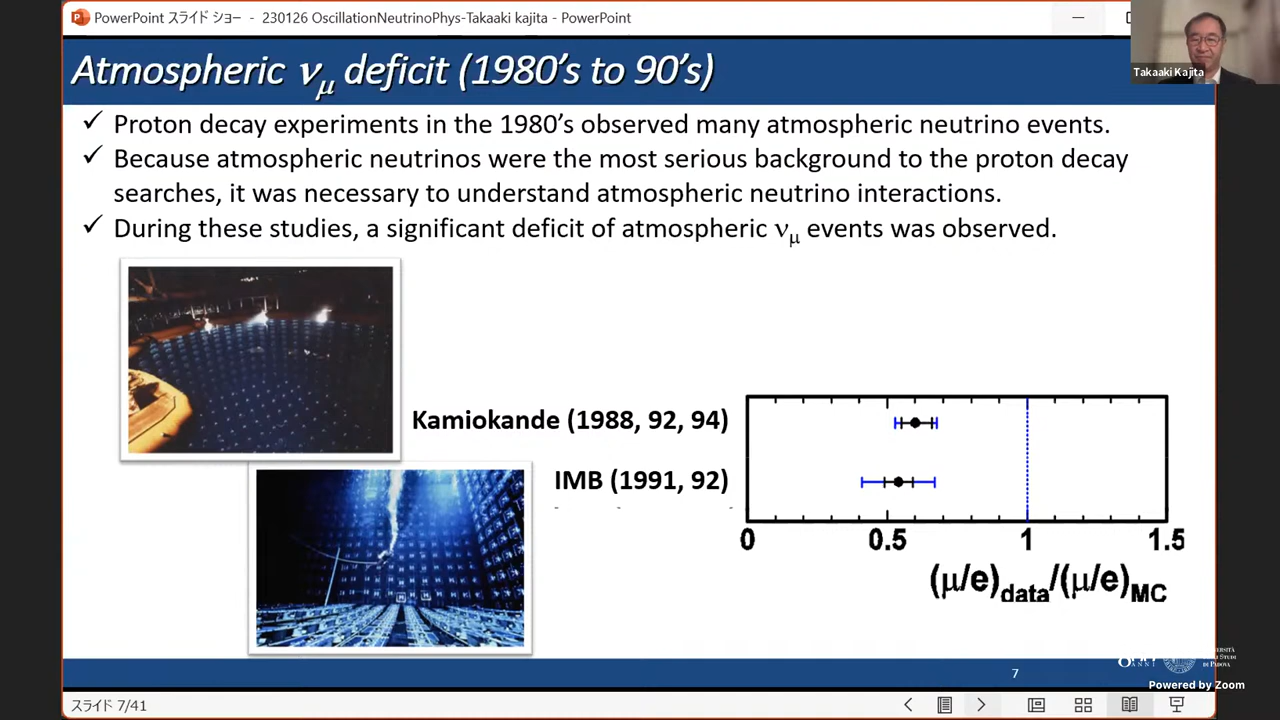 PowerPoint スライド ショー - 230126 OscillationNeutrinoPhys-Takaaki kajita - PowerPoint
Takaaki Kajita
Atmospheric νμ deficit (1980's to 90's)
✓ Proton decay experiments in the 1980's observed many atmospheric neutrino events.
✓ Because atmospheric neutrinos were the most serious background to the proton decay
searches, it was necessary to understand atmospheric neutrino interactions.
✓ During these studies, a significant deficit of atmospheric νμ events was observed.
Kamiokande (1988, 92, 94)
IMB (1991, 92)
0 0.5 1 1.5
(μ/e)data/(μ/e)MC
7
UNIVERSITÀ
DI PADOVA
Powered by Zoom
スライド 7/41